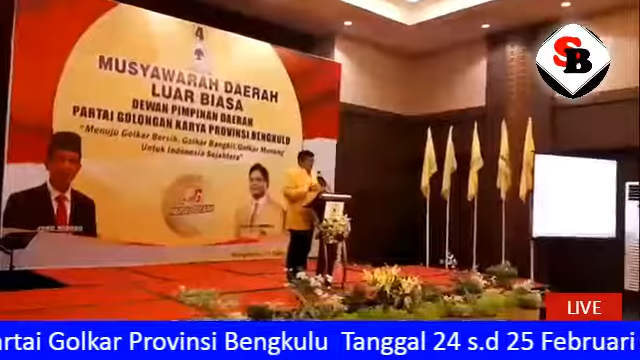 4
MUSYAWARAH DAERAH
LUAR BIASA
DEWAN PIMPINAN DAERAH
PARTAI GOLONGAN KARYA PROVINSI BENGKULU
"Menuju Golkar Bersih, Golkar Bangkit, Golkar Menang
Untuk Indonesia Sejahtera"
SB
LIVE
artai Golkar Provinsi Bengkulu Tanggal 24 s.d 25 Februari